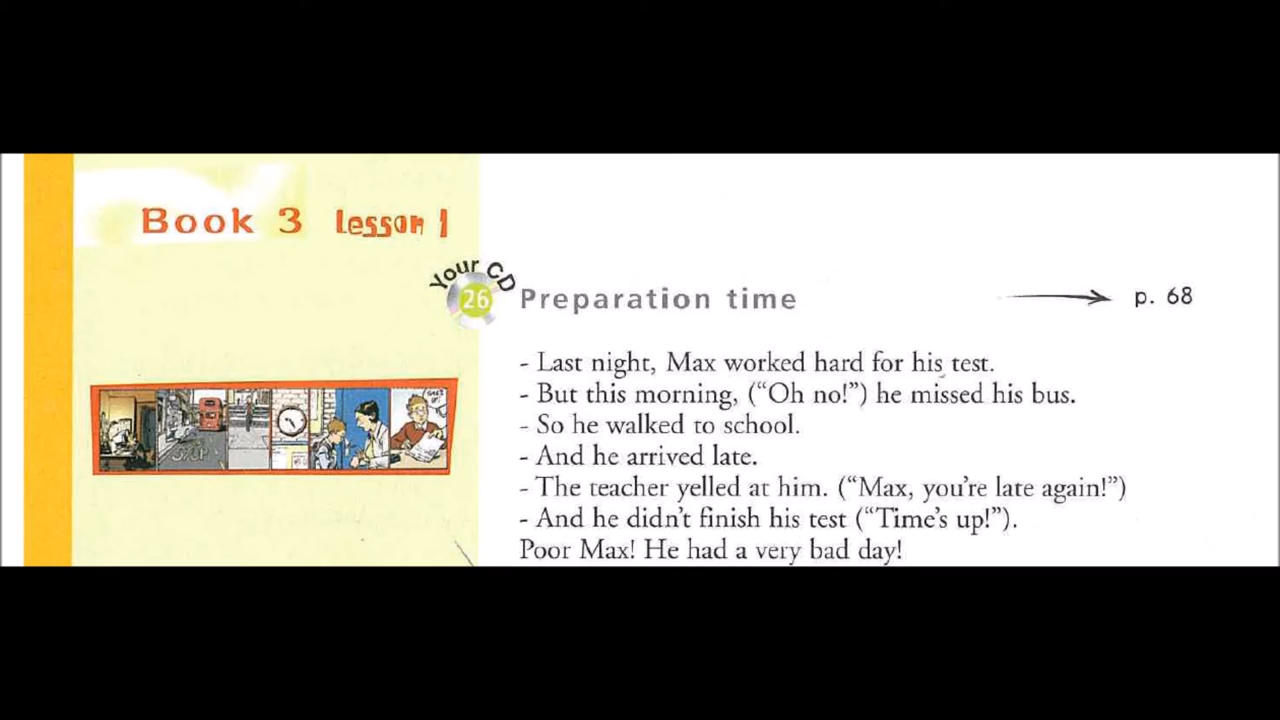 Book 3 Lesson 1
Your CD
26 Preparation time p. 68
- Last night, Max worked hard for his test.
- But this morning, (“Oh no!”) he missed his bus.
- So he walked to school.
- And he arrived late.
- The teacher yelled at him. (“Max, you’re late again!”)
- And he didn’t finish his test (“Time’s up!”).
Poor Max! He had a very bad day!